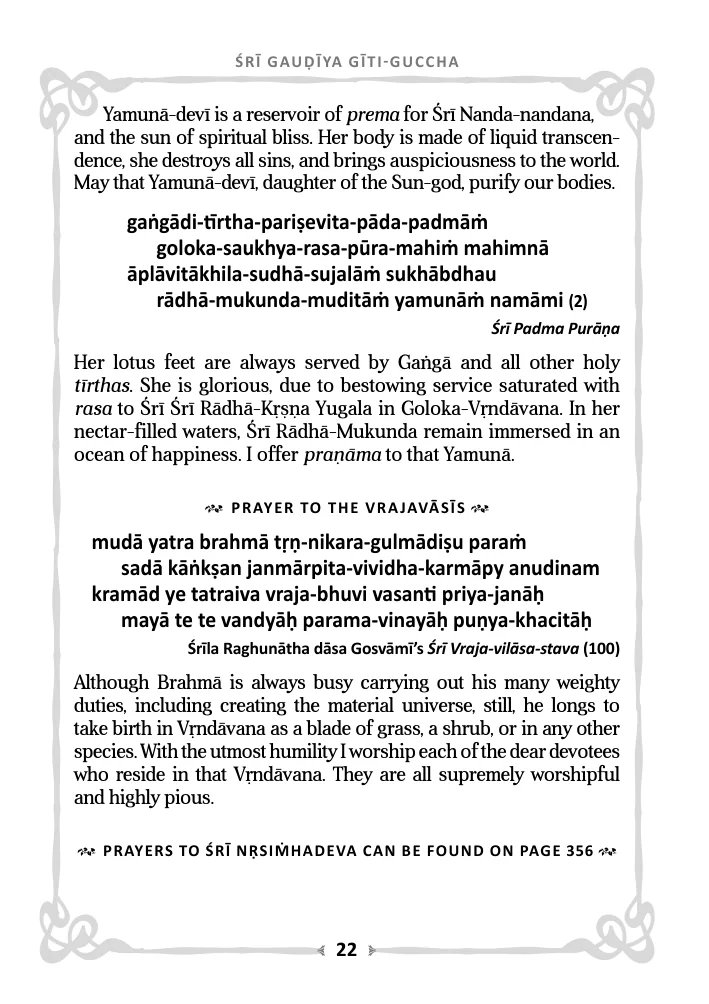 ŚRĪ GAUḌĪYA GĪTI-GUCCHA
Yamunā-devī is a reservoir of prema for Śrī Nanda-nandana,
and the sun of spiritual bliss. Her body is made of liquid transcen-
dence, she destroys all sins, and brings auspiciousness to the world.
May that Yamunā-devī, daughter of the Sun-god, purify our bodies.
gaṅgādi-tīrtha-pariṣevita-pāda-padmāṁ
goloka-saukhya-rasa-pūra-mahiṁ mahimnā
āplāvitākhila-sudhā-sujalāṁ sukhābdhau
rādhā-mukunda-muditāṁ yamunāṁ namāmi (2)
Śrī Padma Purāṇa
Her lotus feet are always served by Gaṅgā and all other holy
tīrthas. She is glorious, due to bestowing service saturated with
rasa to Śrī Śrī Rādhā-Kṛṣṇa Yugala in Goloka-Vṛndāvana. In her
nectar-filled waters, Śrī Rādhā-Mukunda remain immersed in an
ocean of happiness. I offer praṇāma to that Yamunā.
PRAYER TO THE VRAJAVĀSĪS
mudā yatra brahmā tṛṇ-nikara-gulmādiṣu paraṁ
sadā kāṅkṣan janmārpita-vividha-karmāpy anudinam
kramād ye tatraiva vraja-bhuvi vasanti priya-janāḥ
mayā te te vandyāḥ parama-vinayāḥ puṇya-khacitāḥ
Śrīla Raghunātha dāsa Gosvāmī’s Śrī Vraja-vilāsa-stava (100)
Although Brahmā is always busy carrying out his many weighty
duties, including creating the material universe, still, he longs to
take birth in Vṛndāvana as a blade of grass, a shrub, or in any other
species. With the utmost humility I worship each of the dear devotees
who reside in that Vṛndāvana. They are all supremely worshipful
and highly pious.
PRAYERS TO ŚRĪ NṚSIṀHADEVA CAN BE FOUND ON PAGE 356
22